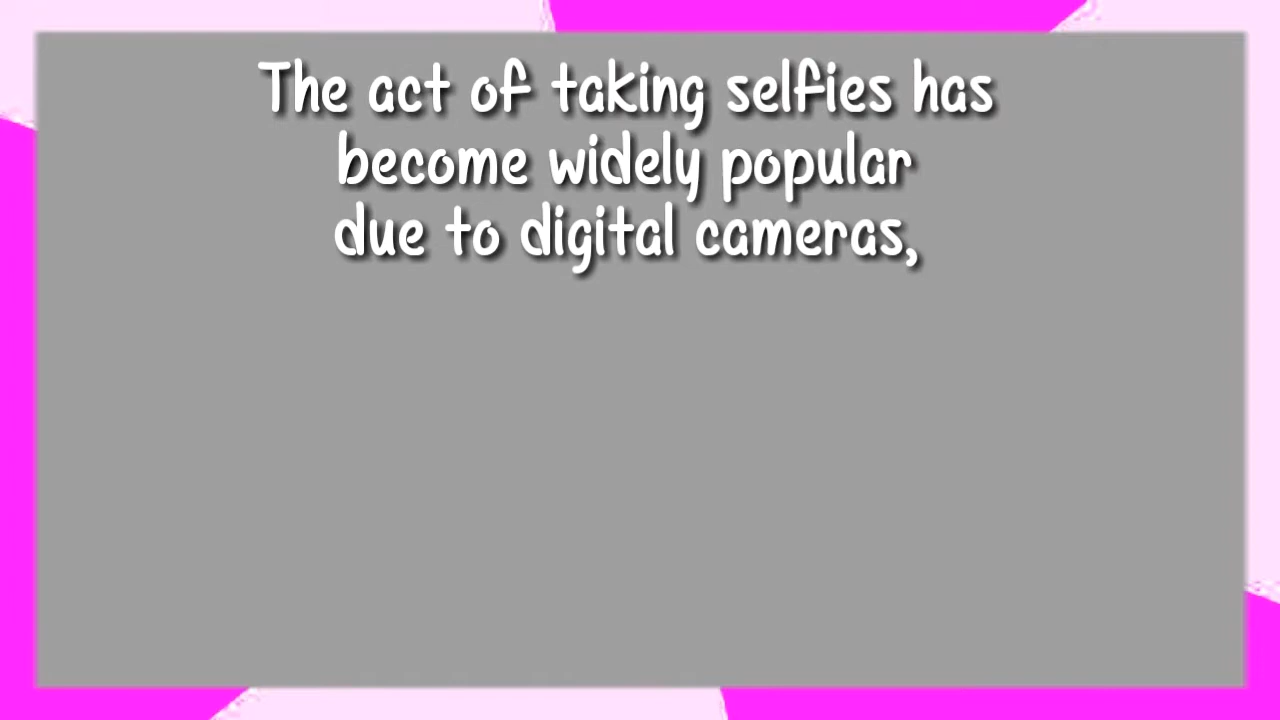 The act of taking selfies has
become widely popular
due to digital cameras,